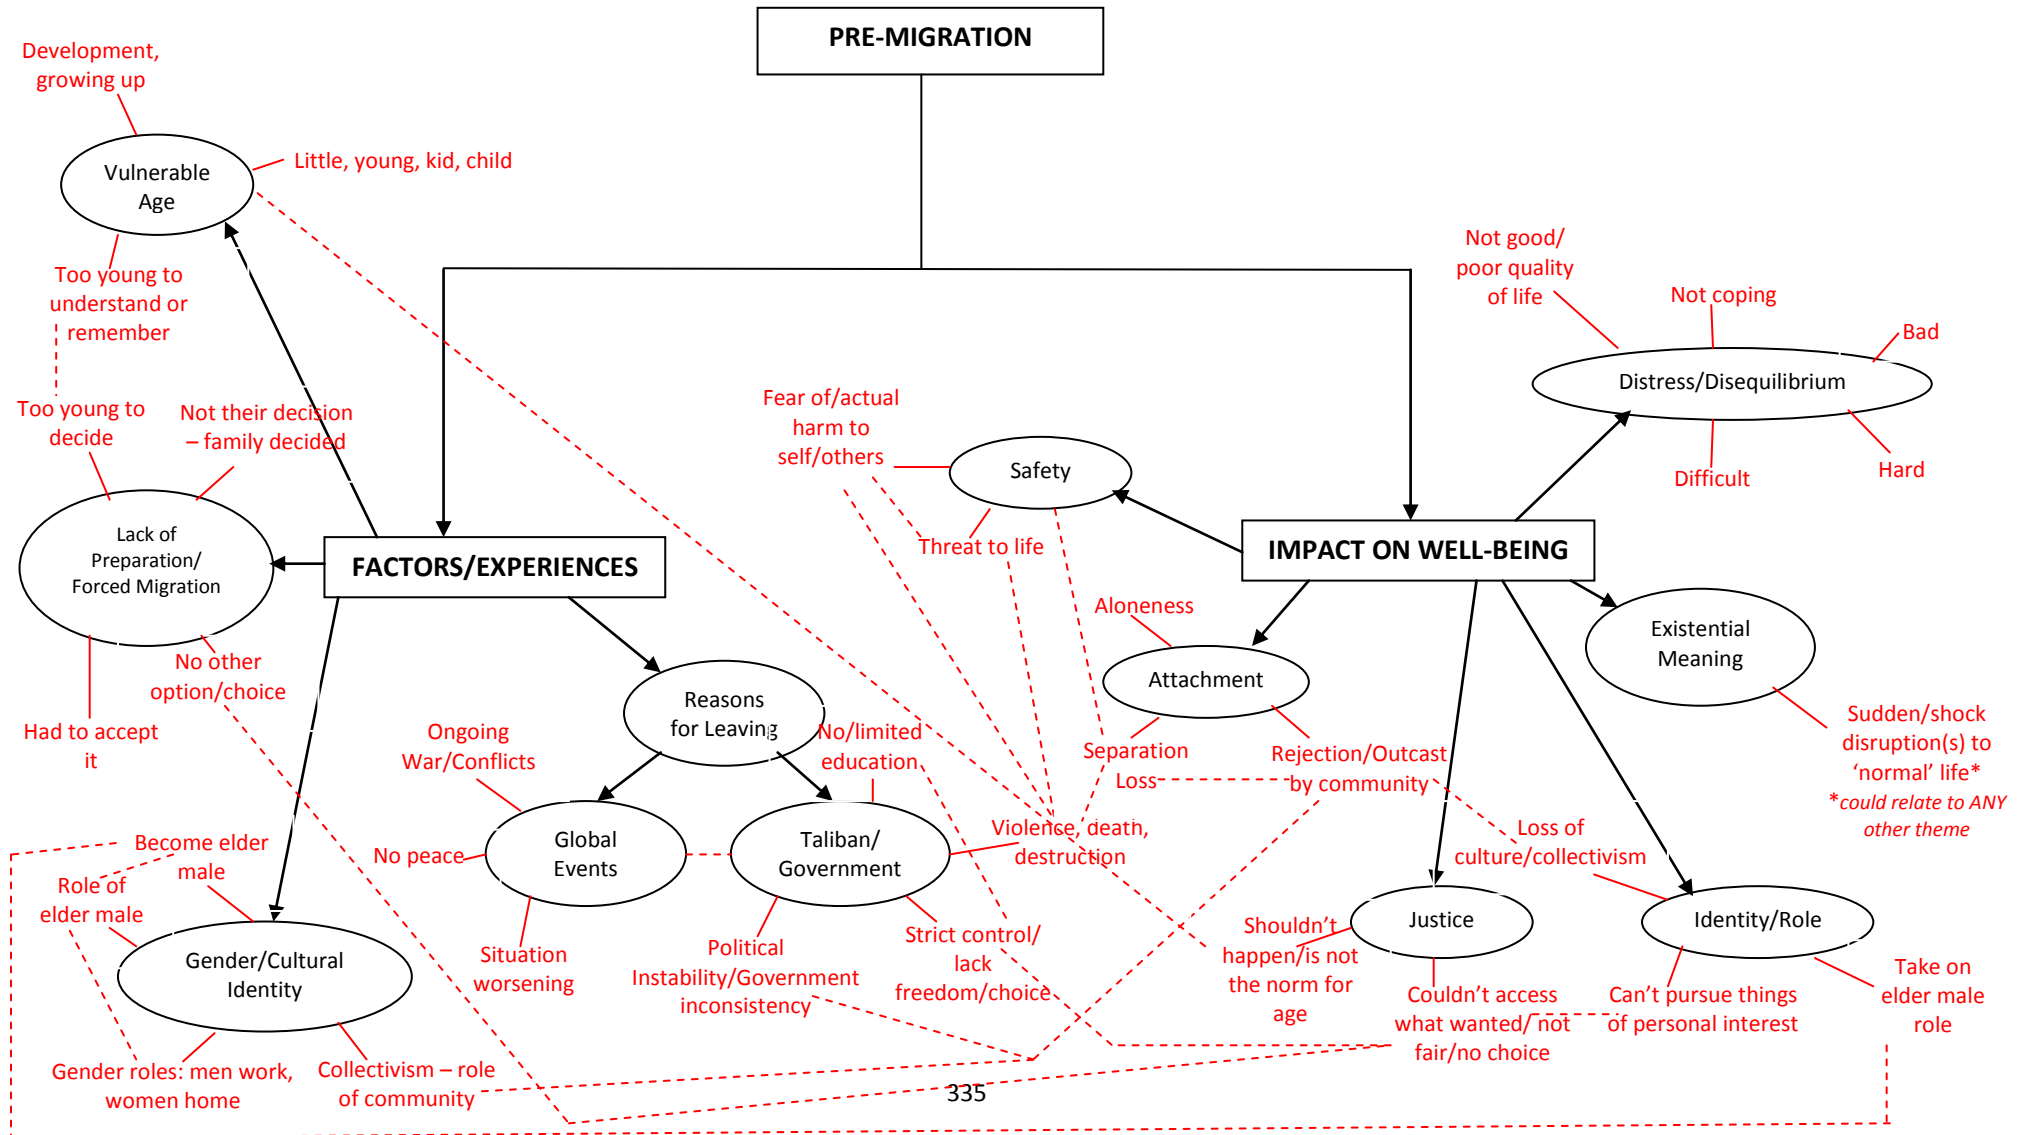 PRE-MIGRATION
Development,
growing up
Vulnerable
Age
Little, young, kid, child
Too young to
understand or
remember
Too young to
decide
Not their decision
– family decided
Lack of
Preparation/
Forced Migration
FACTORS/EXPERIENCES
No other
option/choice
Had to accept
it
Reasons
for Leaving
Ongoing
War/Conflicts
No/limited
education
No peace
Global
Events
Taliban/
Government
Violence, death,
destruction
Situation
worsening
Political
Instability/Government
inconsistency
Strict control/
lack
freedom/choice
Become elder
male
Role of
elder male
Gender/Cultural
Identity
Gender roles: men work,
women home
Collectivism – role
of community
Not good/
poor quality
of life
Not coping
Bad
Distress/Disequilibrium
Difficult
Hard
Fear of/actual
harm to
self/others
Safety
Threat to life
IMPACT ON WELL-BEING
Aloneness
Attachment
Separation
Loss
Rejection/Outcast
by community
Existential
Meaning
Sudden/shock
disruption(s) to
‘normal’ life*
*could relate to ANY
other theme
Loss of
culture/collectivism
Justice
Identity/Role
Shouldn’t
happen/is not
the norm for
age
Couldn’t access
what wanted/ not
fair/no choice
Can’t pursue things
of personal interest
Take on
elder male
role
335